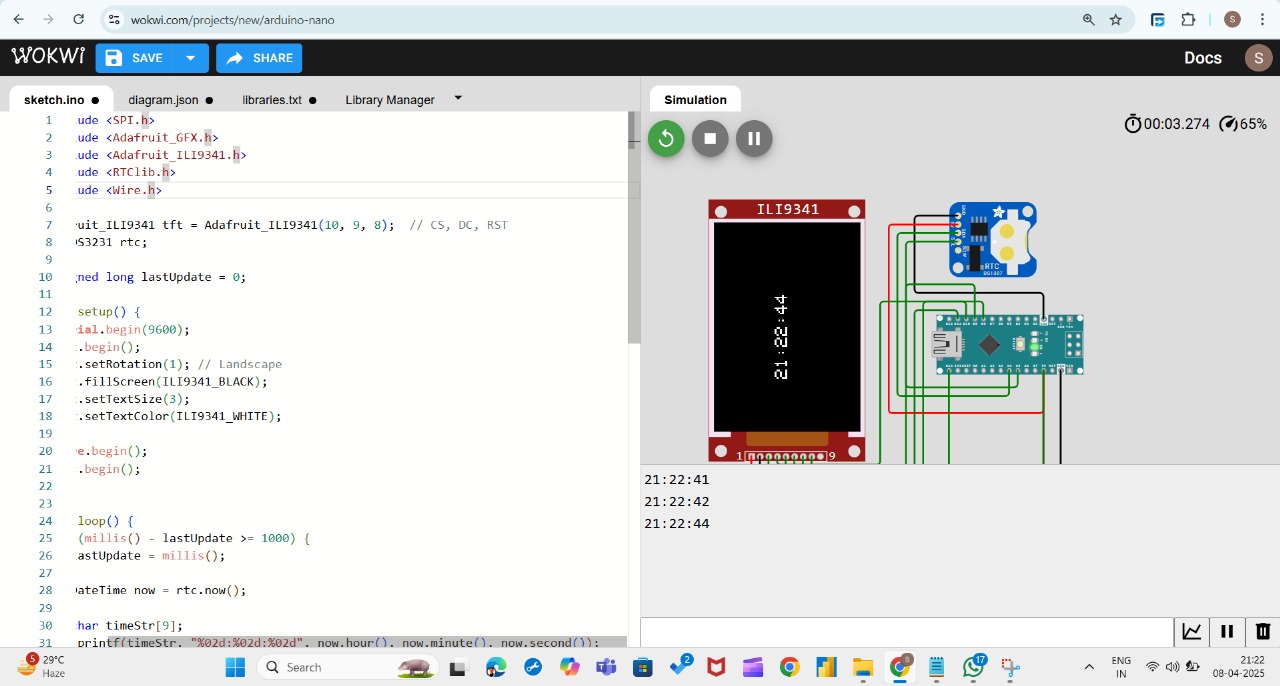 wokwi.com/projects/new/arduino-nano
S
WOKWi
SAVE
SHARE
Docs
S
sketch.ino ●
diagram.json ●
libraries.txt ●
Library Manager
1 ude <SPI.h>
2 ude <Adafruit_GFX.h>
3 ude <Adafruit_ILI9341.h>
4 ude <RTClib.h>
5 ude <Wire.h>
6
7 uit_ILI9341 tft = Adafruit_ILI9341(10, 9, 8);  // CS, DC, RST
8 S3231 rtc;
9
10 ned long lastUpdate = 0;
11
12 setup() {
13 ial.begin(9600);
14 .begin();
15 .setRotation(1); // Landscape
16 .fillScreen(ILI9341_BLACK);
17 .setTextSize(3);
18 .setTextColor(ILI9341_WHITE);
19
20 e.begin();
21 .begin();
22
23
24 loop() {
25 (millis() - lastUpdate >= 1000) {
26 astUpdate = millis();
27
28 ateTime now = rtc.now();
29
30 har timeStr[9];
31 printf(timeStr, "%02d:%02d:%02d", now.hour(), now.minute(), now.second());
Simulation
00:03.274 65%
ILI9341
21:22:44
1 9
RTC
DS1307
21:22:41
21:22:42
21:22:44
5
29°C
Haze
Search
2
S
17
ENG
IN
21:22
08-04-2025